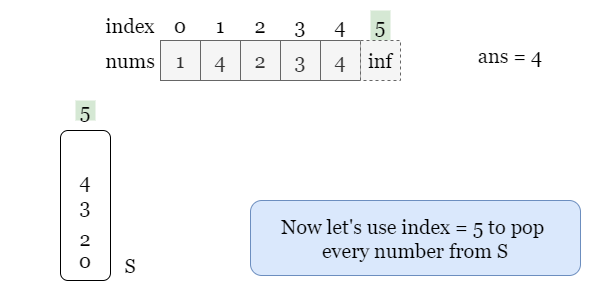 index 0 1 2 3 4 5
nums 1 4 2 3 4 inf
ans = 4
5
4
3
2
0
S
Now let's use index = 5 to pop
every number from S